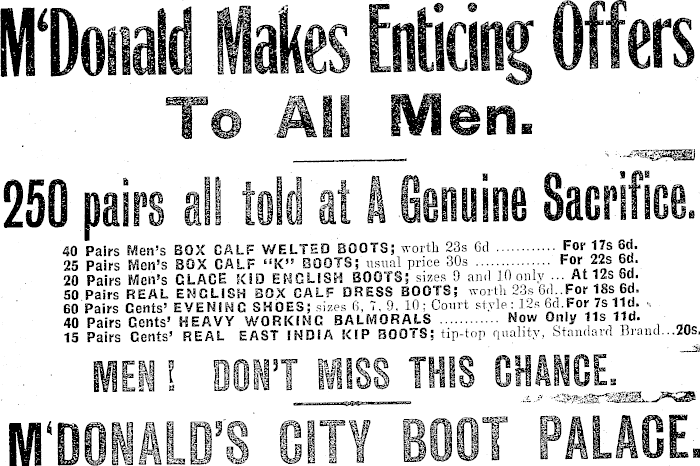 M‘Donald Makes Enticing Offers
To All Men.
250 pairs all told at A Genuine Sacrifice.
40 Pairs Men's BOX CALF WELTED BOOTS; worth 23s 6d ............ For 17s 6d.
25 Pairs Men's BOX CALF "K" BOOTS; usual price 30s ............. For 22s 6d.
20 Pairs Men's GLACE KID ENGLISH BOOTS; sizes 9 and 10 only ... At 12s 6d.
50 Pairs REAL ENGLISH BOX CALF DRESS BOOTS; worth 23s 6d..For 18s 6d.
60 Pairs Gents' EVENING SHOES; sizes 6, 7, 9, 10; Court style; 12s 6d.For 7s 11d.
40 Pairs Gents' HEAVY WORKING BALMORALS ............ Now Only 11s 11d.
15 Pairs Gents' REAL EAST INDIA KIP BOOTS; tip-top quality, Standard Brand...20s.
MEN! DON'T MISS THIS CHANCE.
M‘DONALD'S CITY BOOT PALACE.